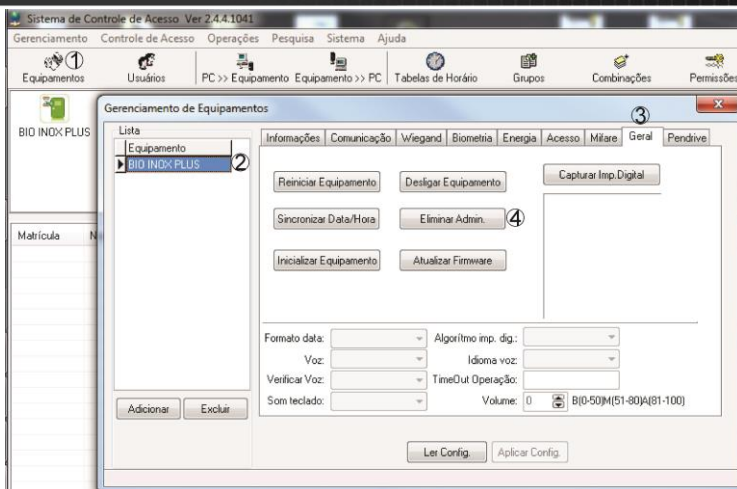 Sistema de Controle de Acesso Ver 2.4.4.1041
Gerenciamento Controle de Acesso Operações Pesquisa Sistema Ajuda
①
Equipamentos Usuários PC >> Equipamento Equipamento >> PC Tabelas de Horário Grupos Combinações Permissões
BIO INOX PLUS
Matrícula N
Gerenciamento de Equipamentos
X
Lista
Equipamento
BIO INOX PLUS ②
③
Informações Comunicação Wiegand Biometria Energia Acesso Mifare Geral Pendrive
Reiniciar Equipamento Desligar Equipamento Capturar Imp.Digital
Sincronizar Data/Hora Eliminar Admin. ④
Inicializar Equipamento Atualizar Firmware
Formato data: Algorítmo imp. dig.:
Voz: Idioma voz:
Verificar Voz: TimeOut Operação:
Som teclado: Volume: 0 B(0-50)M(51-80)A(81-100)
Adicionar Excluir
Ler Config. Aplicar Config.